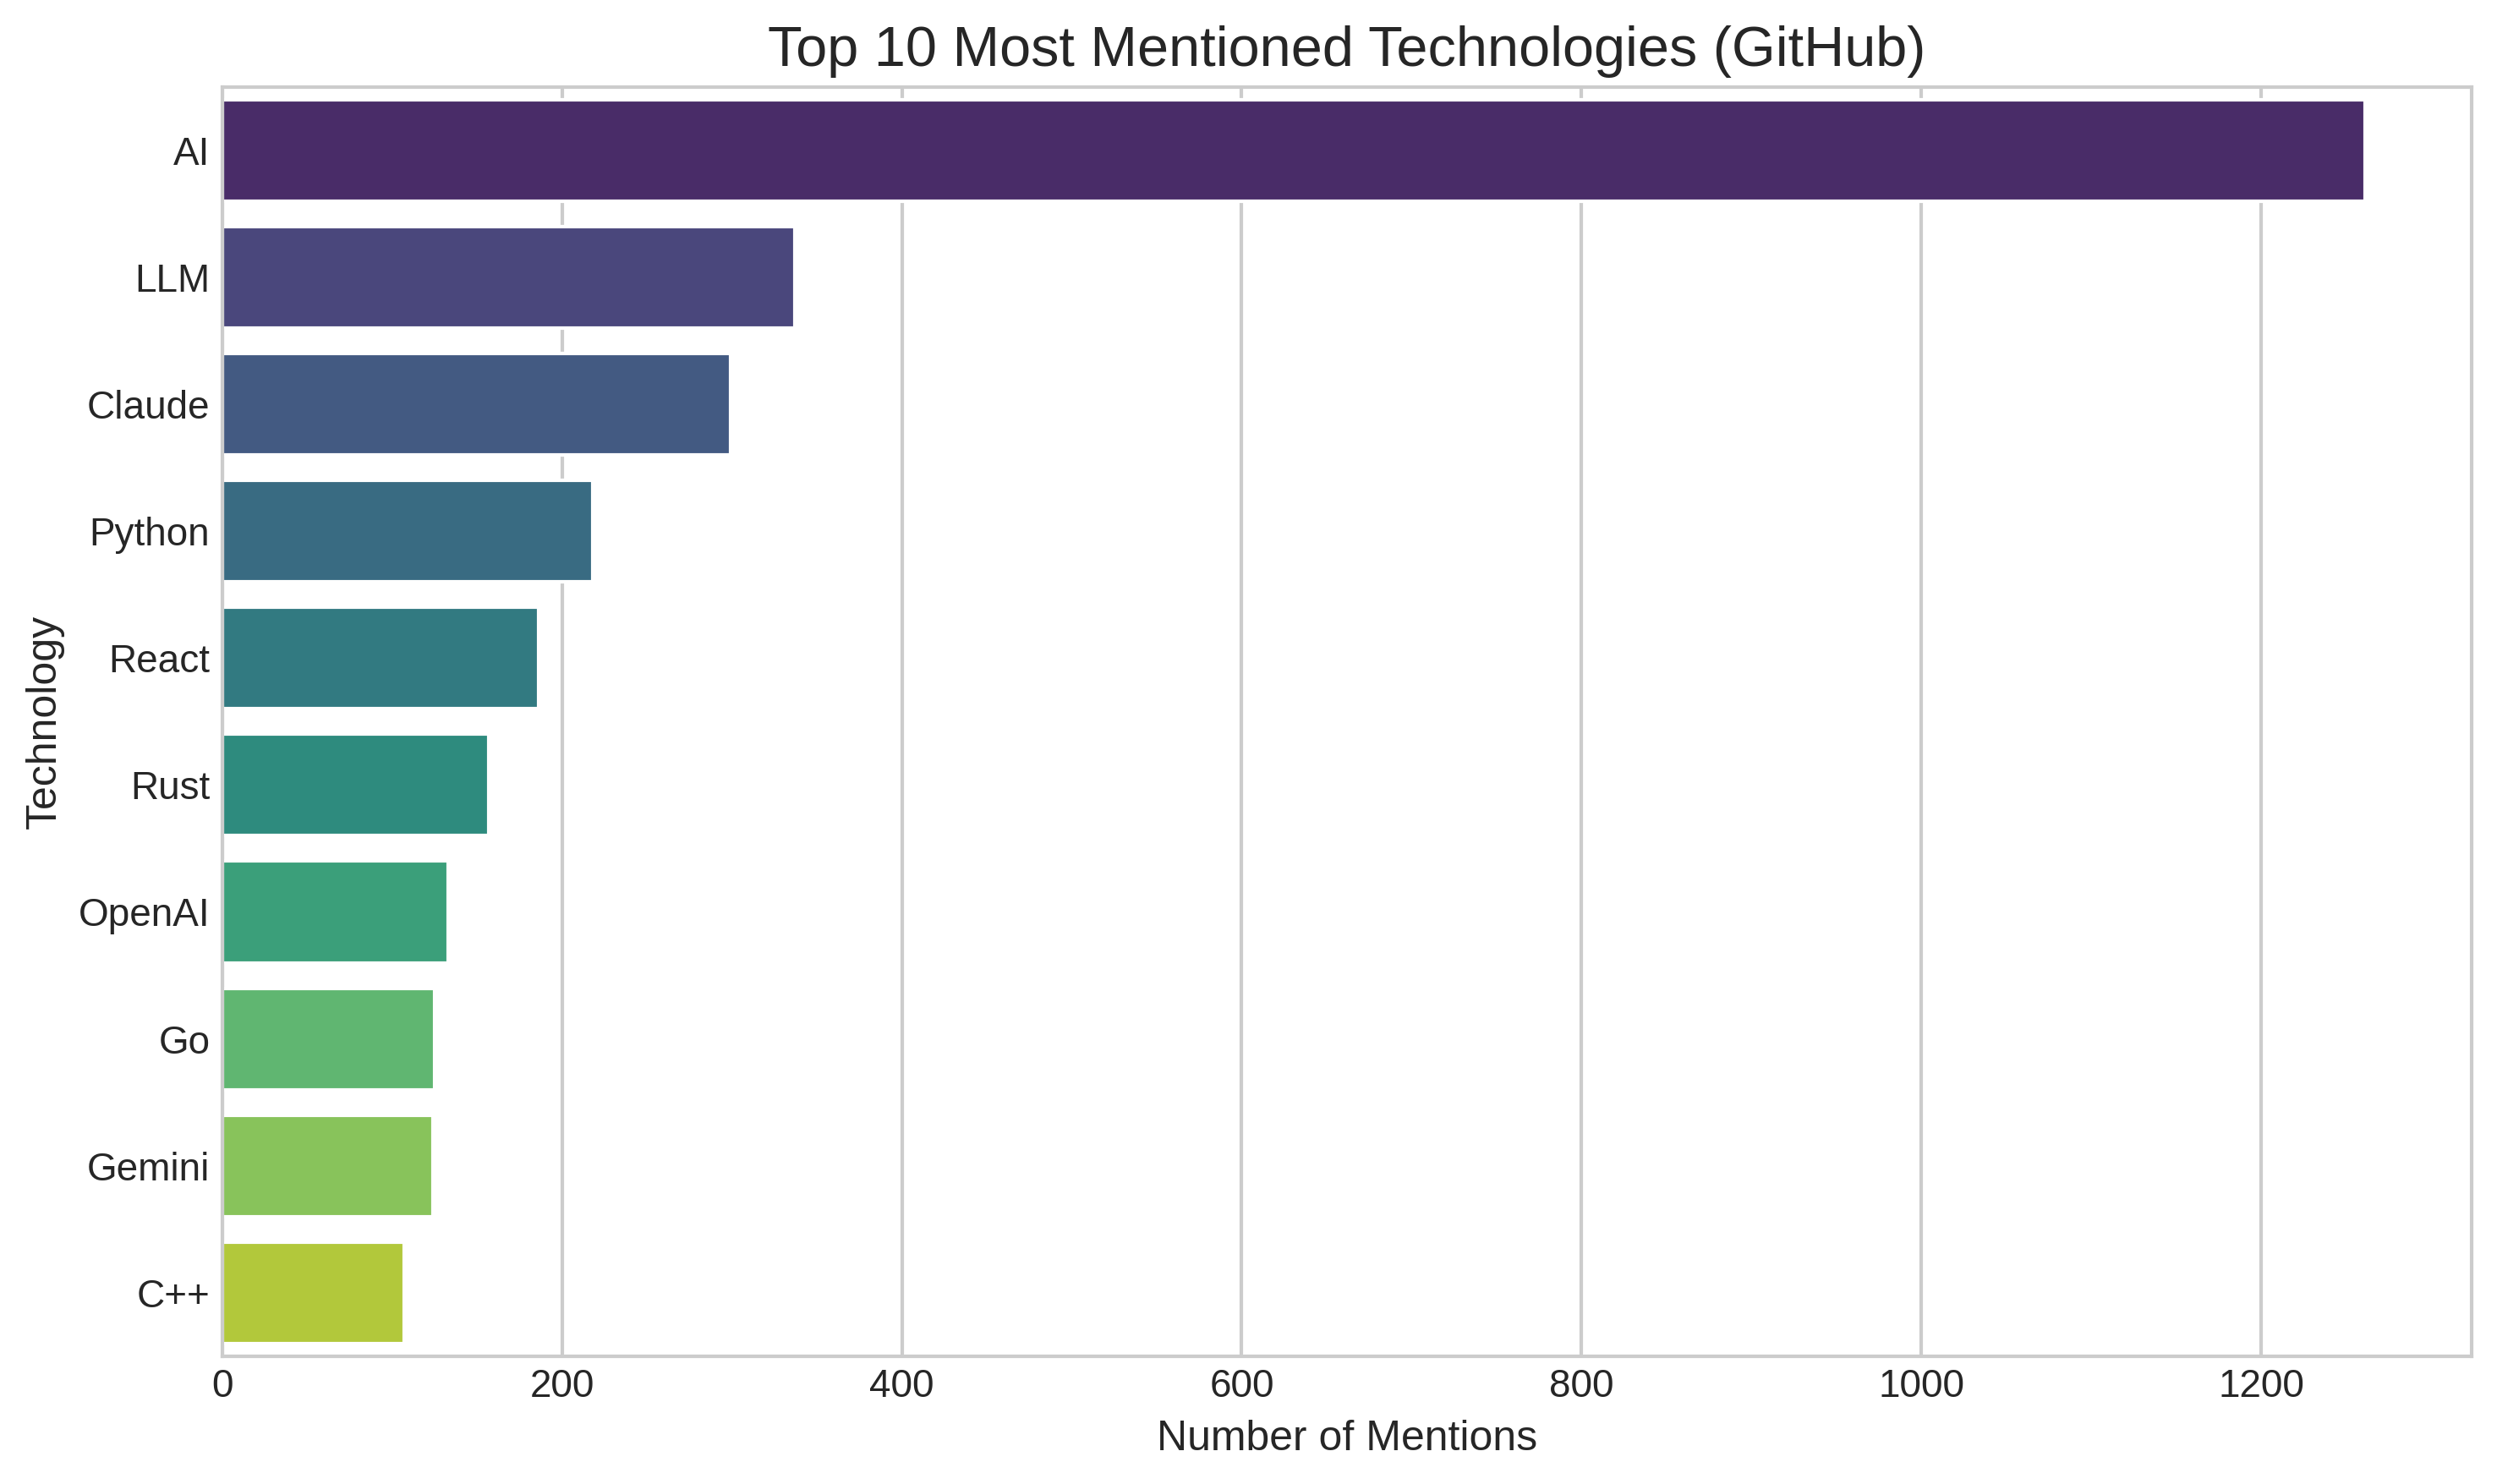 Top 10 Most Mentioned Technologies (GitHub)
Technology
AI
LLM
Claude
Python
React
Rust
OpenAI
Go
Gemini
C++
0 200 400 600 800 1000 1200
Number of Mentions